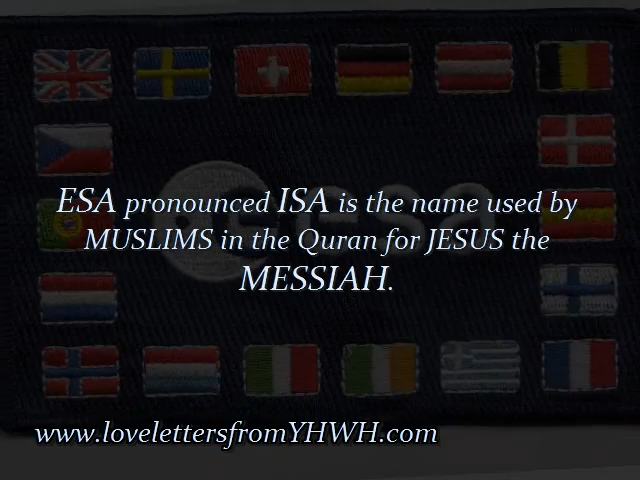 esa
ESA pronounced ISA is the name used by
MUSLIMS in the Quran for JESUS the
MESSIAH.
www.lovelettersfromYHWH.com